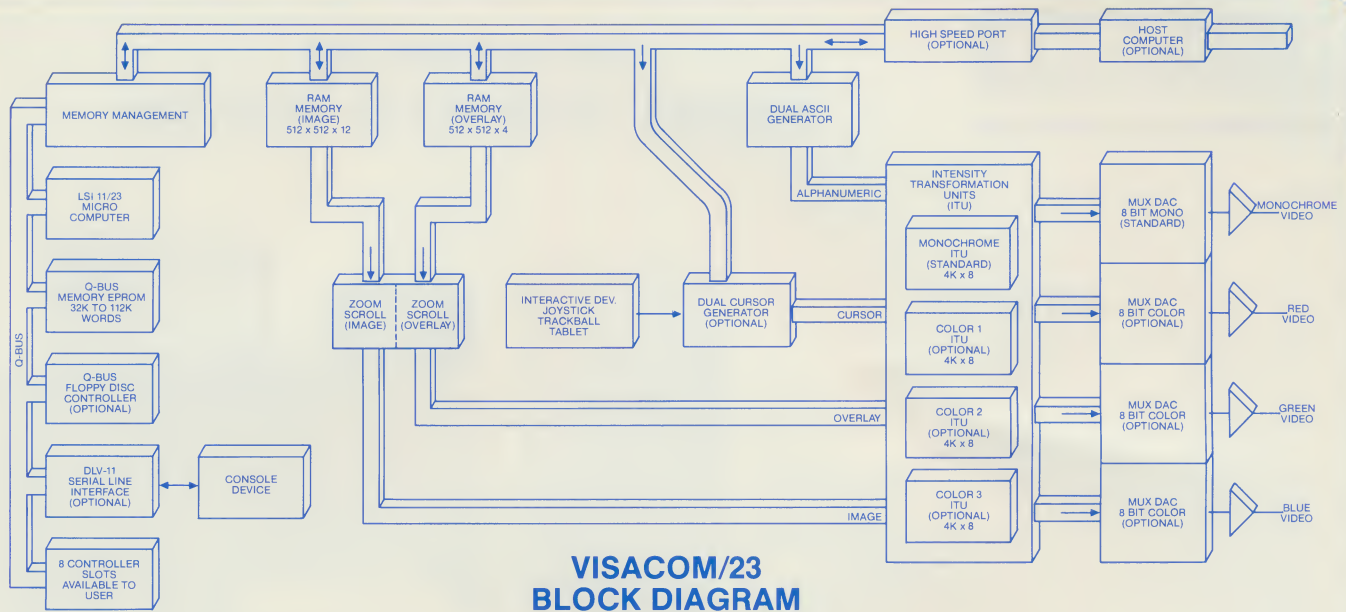 HIGH SPEED PORT
(OPTIONAL)
HOST
COMPUTER
(OPTIONAL)
MEMORY MANAGEMENT
RAM
MEMORY
(IMAGE)
512 x 512 x 12
RAM
MEMORY
(OVERLAY)
512 x 512 x 4
DUAL ASCII
GENERATOR
LSi 11/23
MICRO
COMPUTER
Q-BUS
MEMORY EPROM
32K TO 112K
WORDS
Q-BUS
Q-BUS
FLOPPY DISC
CONTROLLER
(OPTIONAL)
DLV-11
SERIAL LINE
INTERFACE
(OPTIONAL)
CONSOLE
DEVICE
8 CONTROLLER
SLOTS
AVAILABLE TO
USER
ZOOM
SCROLL
(IMAGE)
ZOOM
SCROLL
(OVERLAY)
INTERACTIVE DEV.
JOYSTICK
TRACKBALL
TABLET
DUAL CURSOR
GENERATOR
(OPTIONAL)
ALPHANUMERIC
CURSOR
OVERLAY
IMAGE
INTENSITY
TRANSFORMATION
UNITS
(ITU)
MONOCHROME
ITU
(STANDARD)
4K x 8
COLOR 1
ITU
(OPTIONAL)
4K x 8
COLOR 2
ITU
(OPTIONAL)
4K x 8
COLOR 3
ITU
(OPTIONAL)
4K x 8
MUX DAC
8 BIT MONO
(STANDARD)
MONOCHROME
VIDEO
MUX DAC
8 BIT COLOR
(OPTIONAL)
RED
VIDEO
MUX DAC
8 BIT COLOR
(OPTIONAL)
GREEN
VIDEO
MUX DAC
8 BIT COLOR
(OPTIONAL)
BLUE
VIDEO
VISACOM/23
BLOCK DIAGRAM